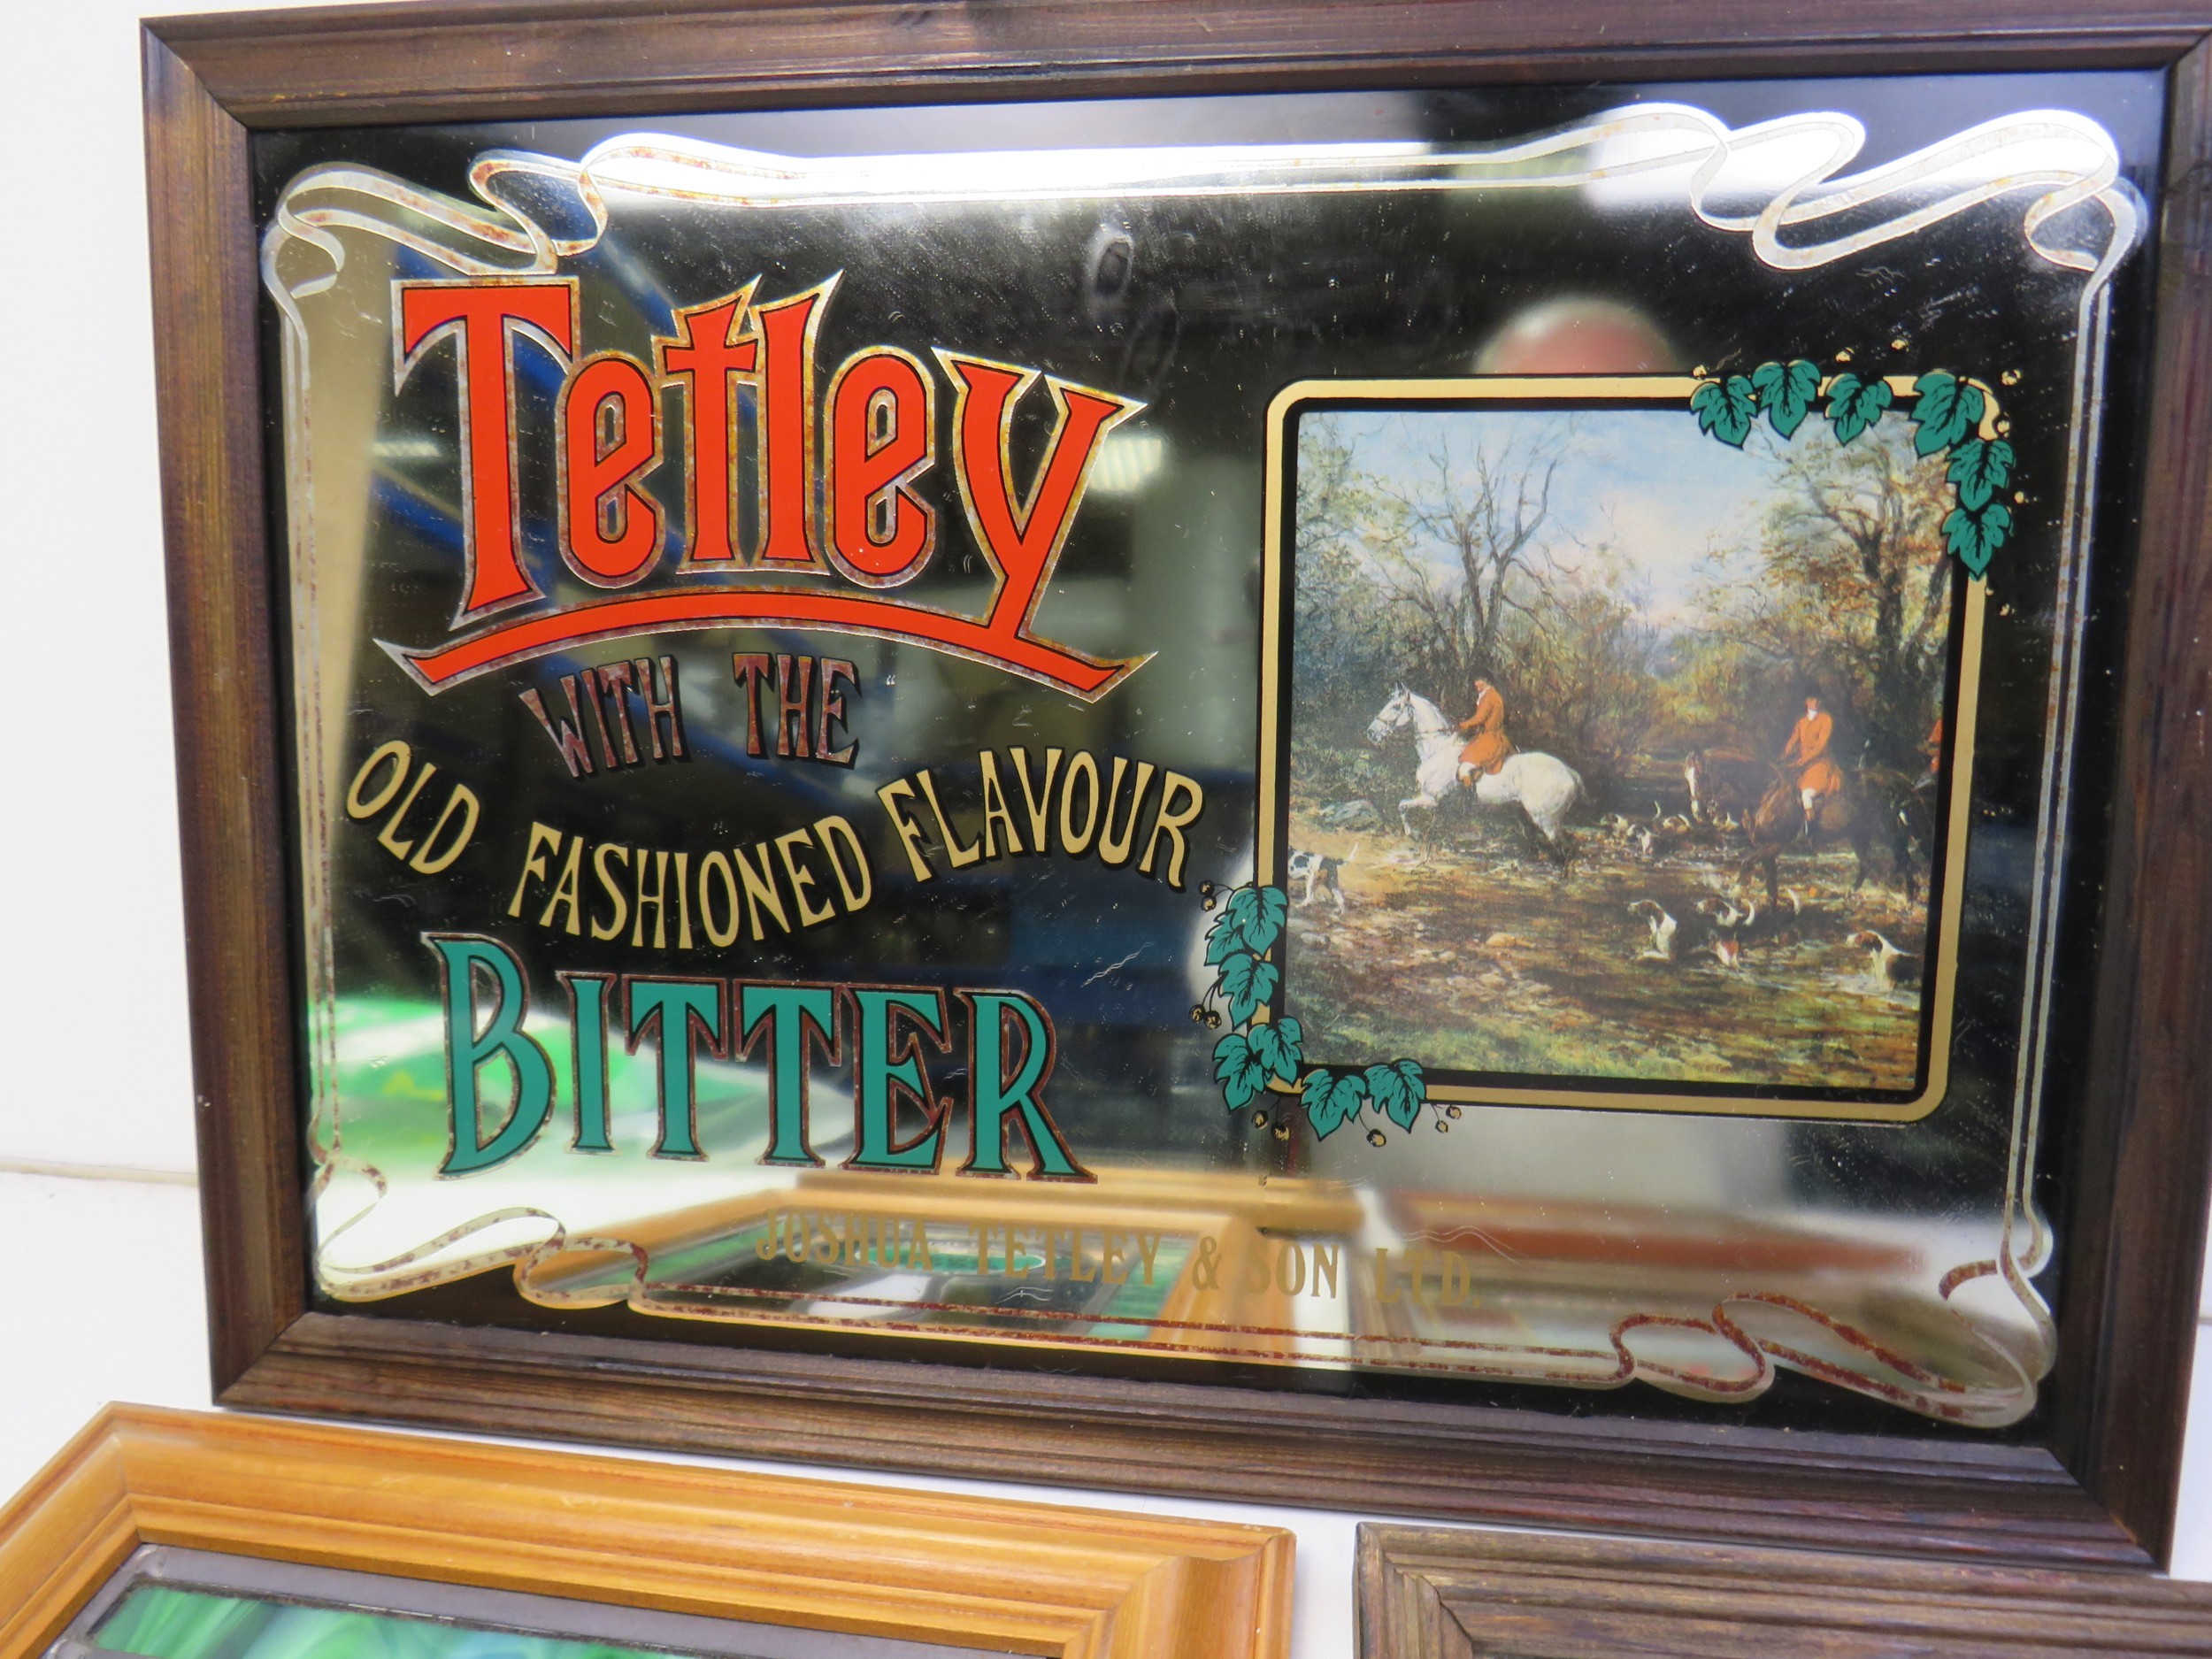 Tetley
WITH THE
OLD FASHIONED FLAVOUR
BITTER
JOSHUA TETLEY & SON LTD.